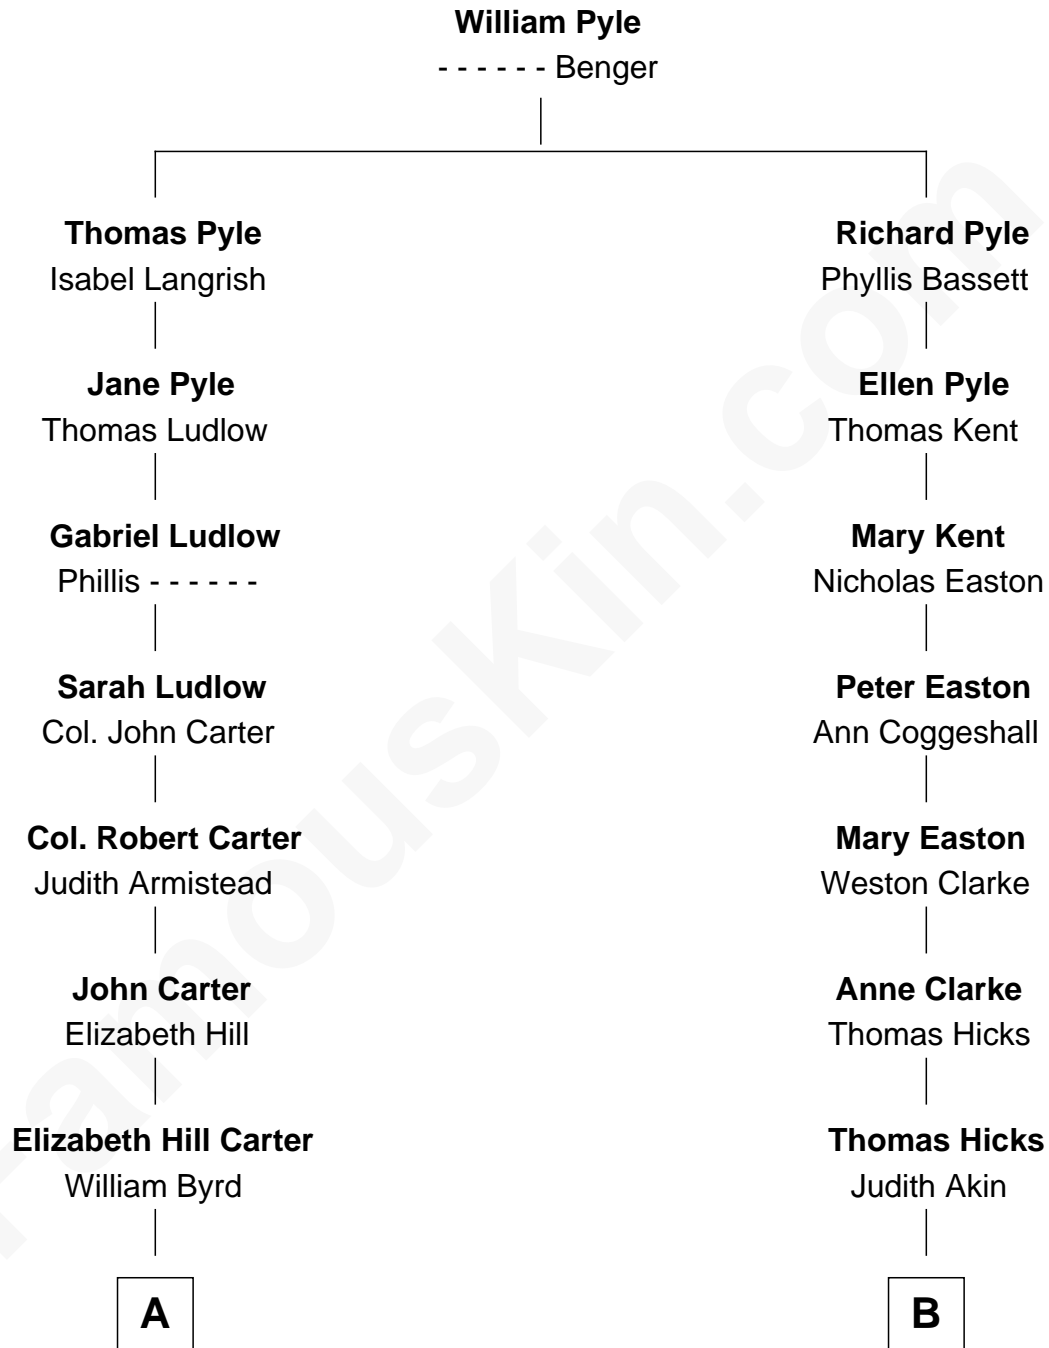 William Pyle
- - - - - - Benger
Thomas Pyle
Isabel Langrish
Richard Pyle
Phyllis Bassett
Jane Pyle
Thomas Ludlow
Ellen Pyle
Thomas Kent
Gabriel Ludlow
Phillis - - - - - -
Mary Kent
Nicholas Easton
Sarah Ludlow
Col. John Carter
Peter Easton
Ann Coggeshall
Col. Robert Carter
Judith Armistead
Mary Easton
Weston Clarke
John Carter
Elizabeth Hill
Anne Clarke
Thomas Hicks
Elizabeth Hill Carter
William Byrd
Thomas Hicks
Judith Akin
A
B
FamousKin.com